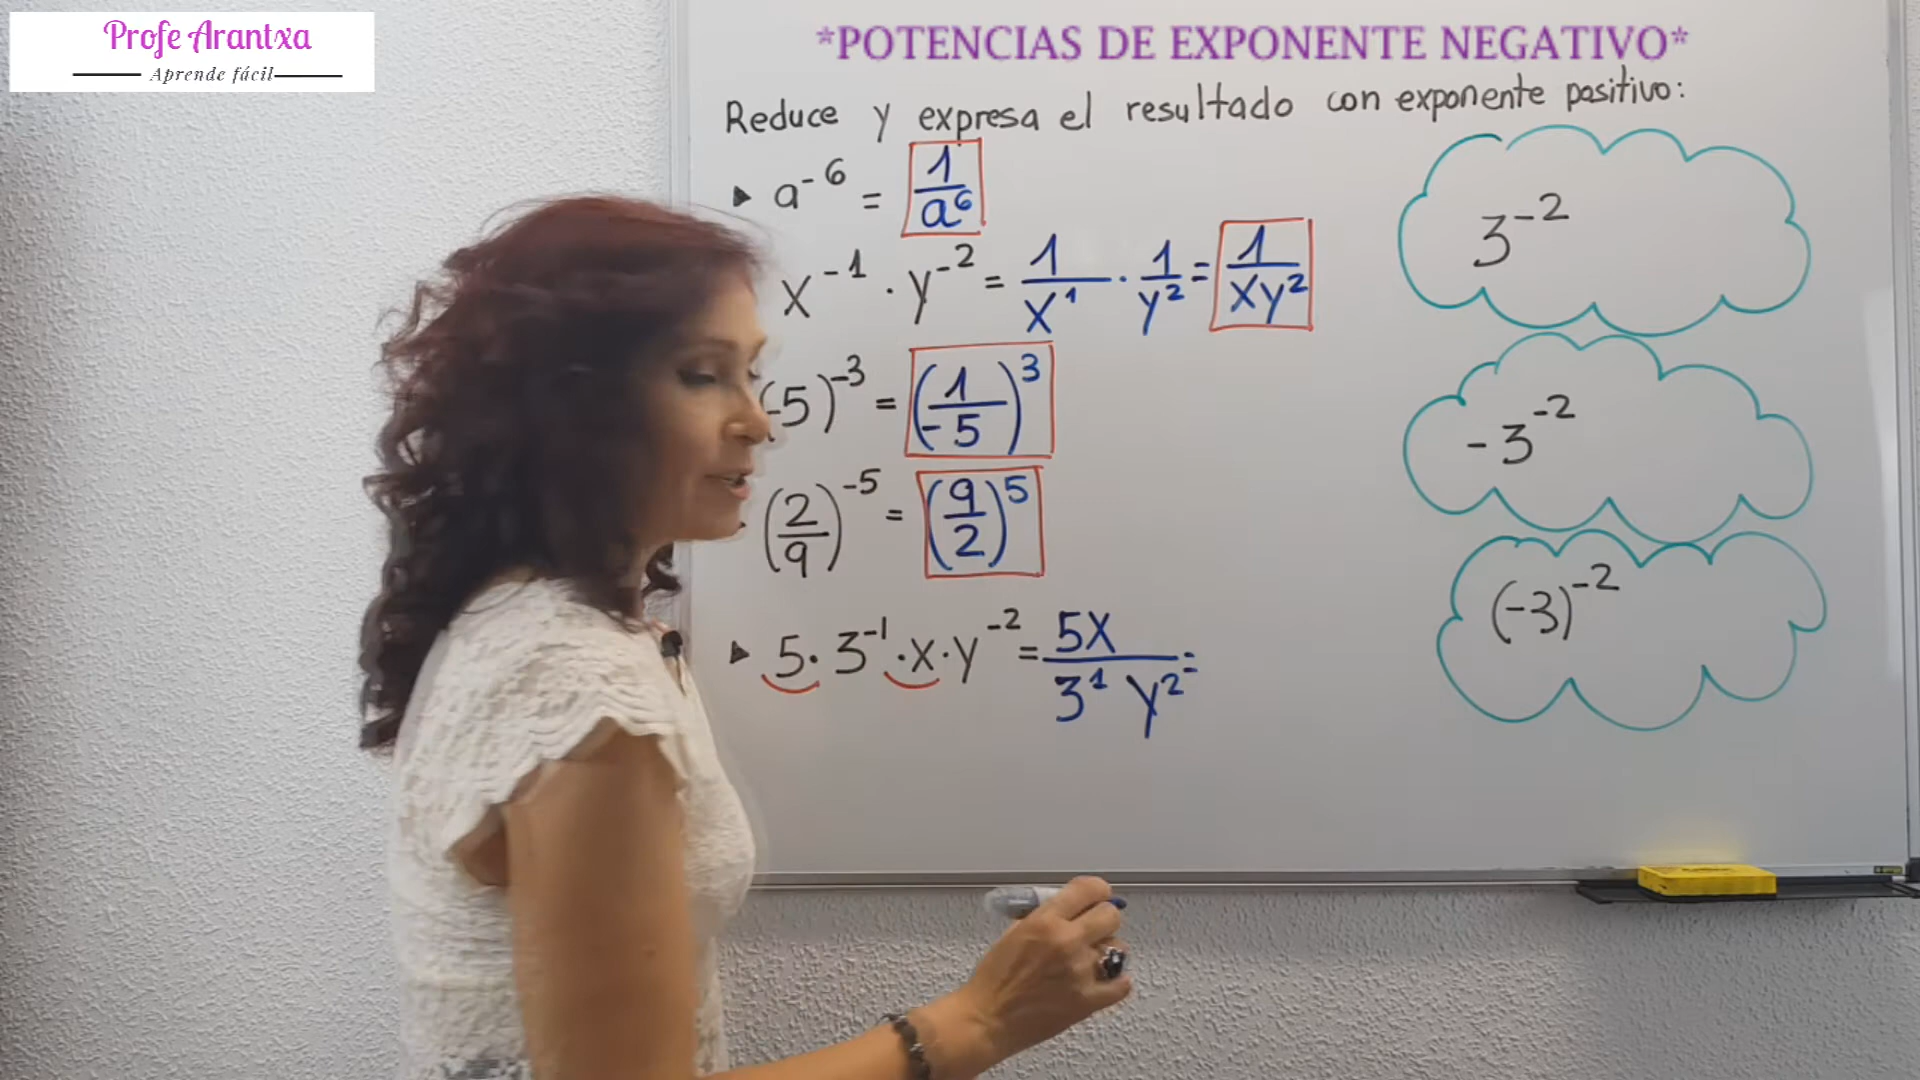 Profe Arantxa
Aprende fácil
*POTENCIAS DE EXPONENTE NEGATIVO*
Reduce y expresa el resultado con exponente positivo:
▸ a⁻⁶ = 1/a⁶
x⁻¹ · y⁻² = 1/x¹ · 1/y² = 1/xy²
(-5)⁻³ = (1/-5)³
(2/9)⁻⁵ = (9/2)⁵
▸ 5 · 3⁻¹ · x · y⁻² = 5x/3¹ y² =
3⁻²
-3⁻²
(-3)⁻²